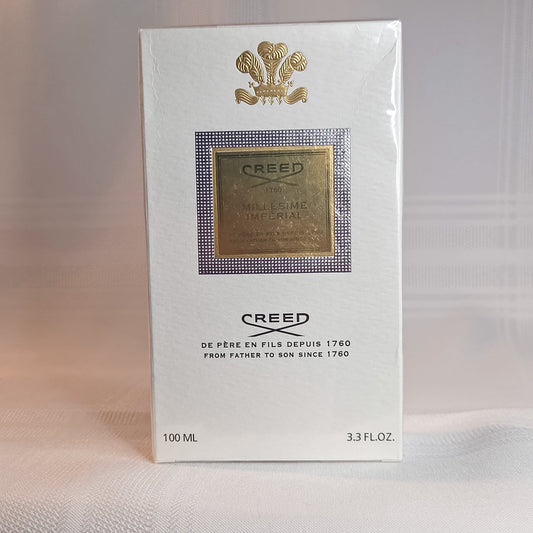 CREED
1760
MILLESIME
IMPERIAL
CREED
DE PÈRE EN FILS DEPUIS 1760
FROM FATHER TO SON SINCE 1760
100 ML
3.3 FL.OZ.